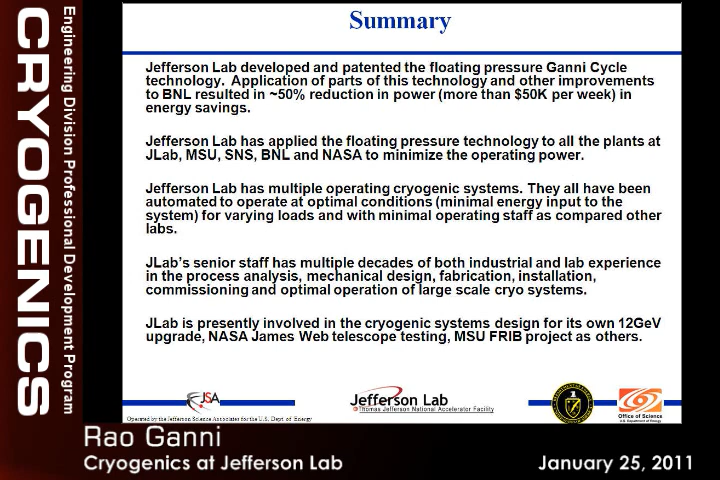 CRYOGENICS
Engineering Division Professional Development Program
Summary
Jefferson Lab developed and patented the floating pressure Ganni Cycle
technology. Application of parts of this technology and other improvements
to BNL resulted in ~50% reduction in power (more than $50K per week) in
energy savings.
Jefferson Lab has applied the floating pressure technology to all the plants at
JLab, MSU, SNS, BNL and NASA to minimize the operating power.
Jefferson Lab has multiple operating cryogenic systems. They all have been
automated to operate at optimal conditions (minimal energy input to the
system) for varying loads and with minimal operating staff as compared other
labs.
JLab's senior staff has multiple decades of both industrial and lab experience
in the process analysis, mechanical design, fabrication, installation,
commissioning and optimal operation of large scale cryo systems.
JLab is presently involved in the cryogenic systems design for its own 12GeV
upgrade, NASA James Web telescope testing, MSU FRIB project as others.
JSA
Operated by the Jefferson Science Associates for the U.S. Dept. of Energy
Jefferson Lab
Thomas Jefferson National Accelerator Facility
1
Office of Science
U.S. Department of Energy
Rao Ganni
Cryogenics at Jefferson Lab
January 25, 2011